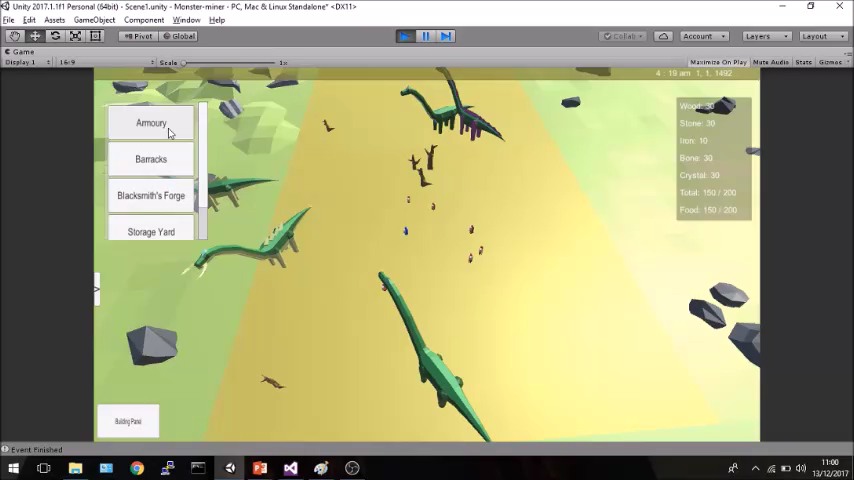 Unity 2017.1.1f1 Personal (64bit) - Scene1.unity - Monster-miner - PC, Mac & Linux Standalone* <DX11>
File Edit Assets GameObject Component Window Help
Pivot Global Collab Account Layers Layout
Game
Display 1 16:9 Scale 1x Maximize On Play Mute Audio Stats Gizmos
4 : 19 am 1, 1, 1492
Armoury
Barracks
Blacksmith's Forge
Storage Yard
Wood: 30
Stone: 30
Iron: 10
Bone: 30
Crystal: 30
Total: 150 / 200
Food: 150 / 200
>
Building Panel
Event Finished
11:00
13/12/2017